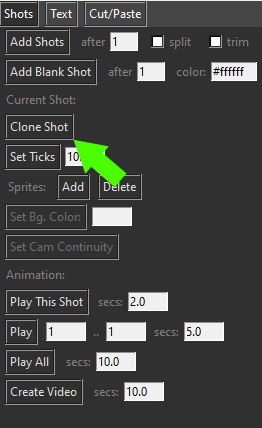 Shots Text Cut/Paste
Add Shots after 1 split trim
Add Blank Shot after 1 color: #ffffff
Current Shot:
Clone Shot
Set Ticks 10
Sprites: Add Delete
Set Bg. Color:
Set Cam Continuity
Animation:
Play This Shot secs: 2.0
Play 1 .. 1 secs: 5.0
Play All secs: 10.0
Create Video secs: 10.0